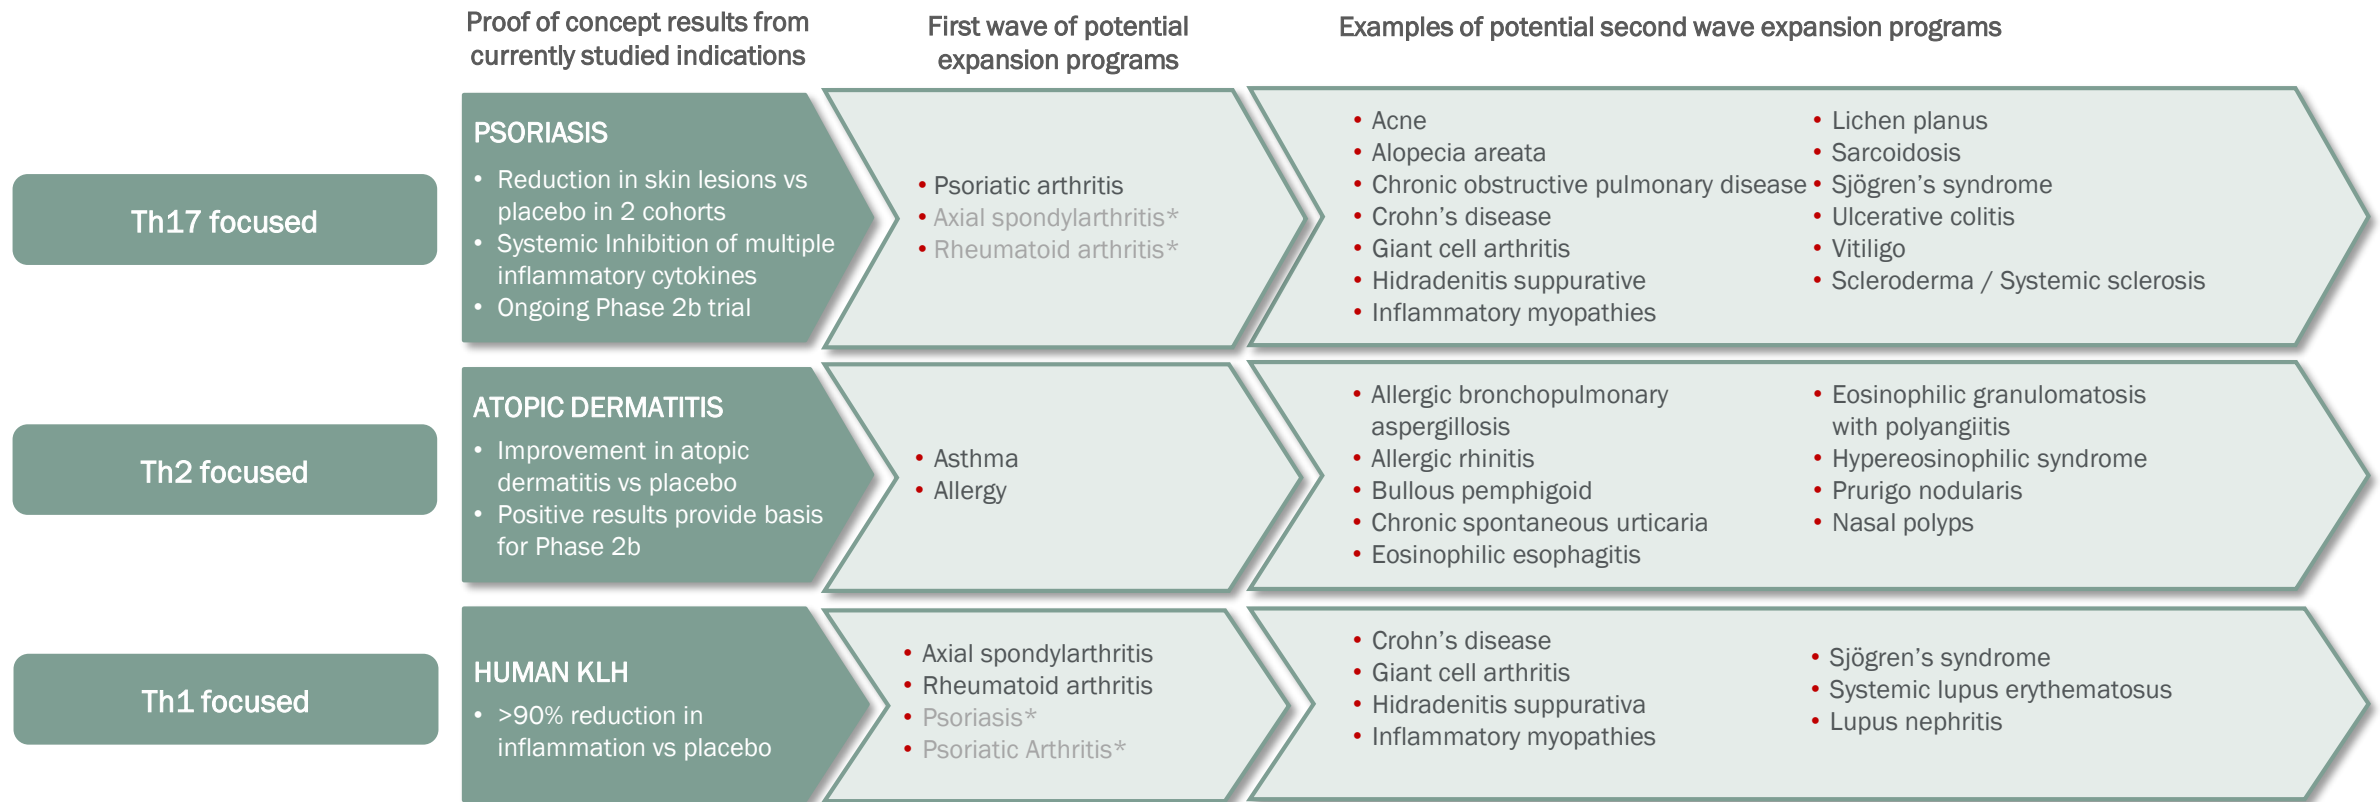 Proof of concept results from
currently studied indications
First wave of potential
expansion programs
Examples of potential second wave expansion programs
Th17 focused
PSORIASIS
• Reduction in skin lesions vs
placebo in 2 cohorts
• Systemic Inhibition of multiple
inflammatory cytokines
• Ongoing Phase 2b trial
• Psoriatic arthritis
• Axial spondylarthritis*
• Rheumatoid arthritis*
• Acne
• Alopecia areata
• Chronic obstructive pulmonary disease
• Crohn’s disease
• Giant cell arthritis
• Hidradenitis suppurative
• Inflammatory myopathies
• Lichen planus
• Sarcoidosis
• Sjögren’s syndrome
• Ulcerative colitis
• Vitiligo
• Scleroderma / Systemic sclerosis
Th2 focused
ATOPIC DERMATITIS
• Improvement in atopic
dermatitis vs placebo
• Positive results provide basis
for Phase 2b
• Asthma
• Allergy
• Allergic bronchopulmonary
aspergillosis
• Allergic rhinitis
• Bullous pemphigoid
• Chronic spontaneous urticaria
• Eosinophilic esophagitis
• Eosinophilic granulomatosis
with polyangiitis
• Hypereosinophilic syndrome
• Prurigo nodularis
• Nasal polyps
Th1 focused
HUMAN KLH
• >90% reduction in
inflammation vs placebo
• Axial spondylarthritis
• Rheumatoid arthritis
• Psoriasis*
• Psoriatic Arthritis*
• Crohn’s disease
• Giant cell arthritis
• Hidradenitis suppurativa
• Inflammatory myopathies
• Sjögren’s syndrome
• Systemic lupus erythematosus
• Lupus nephritis